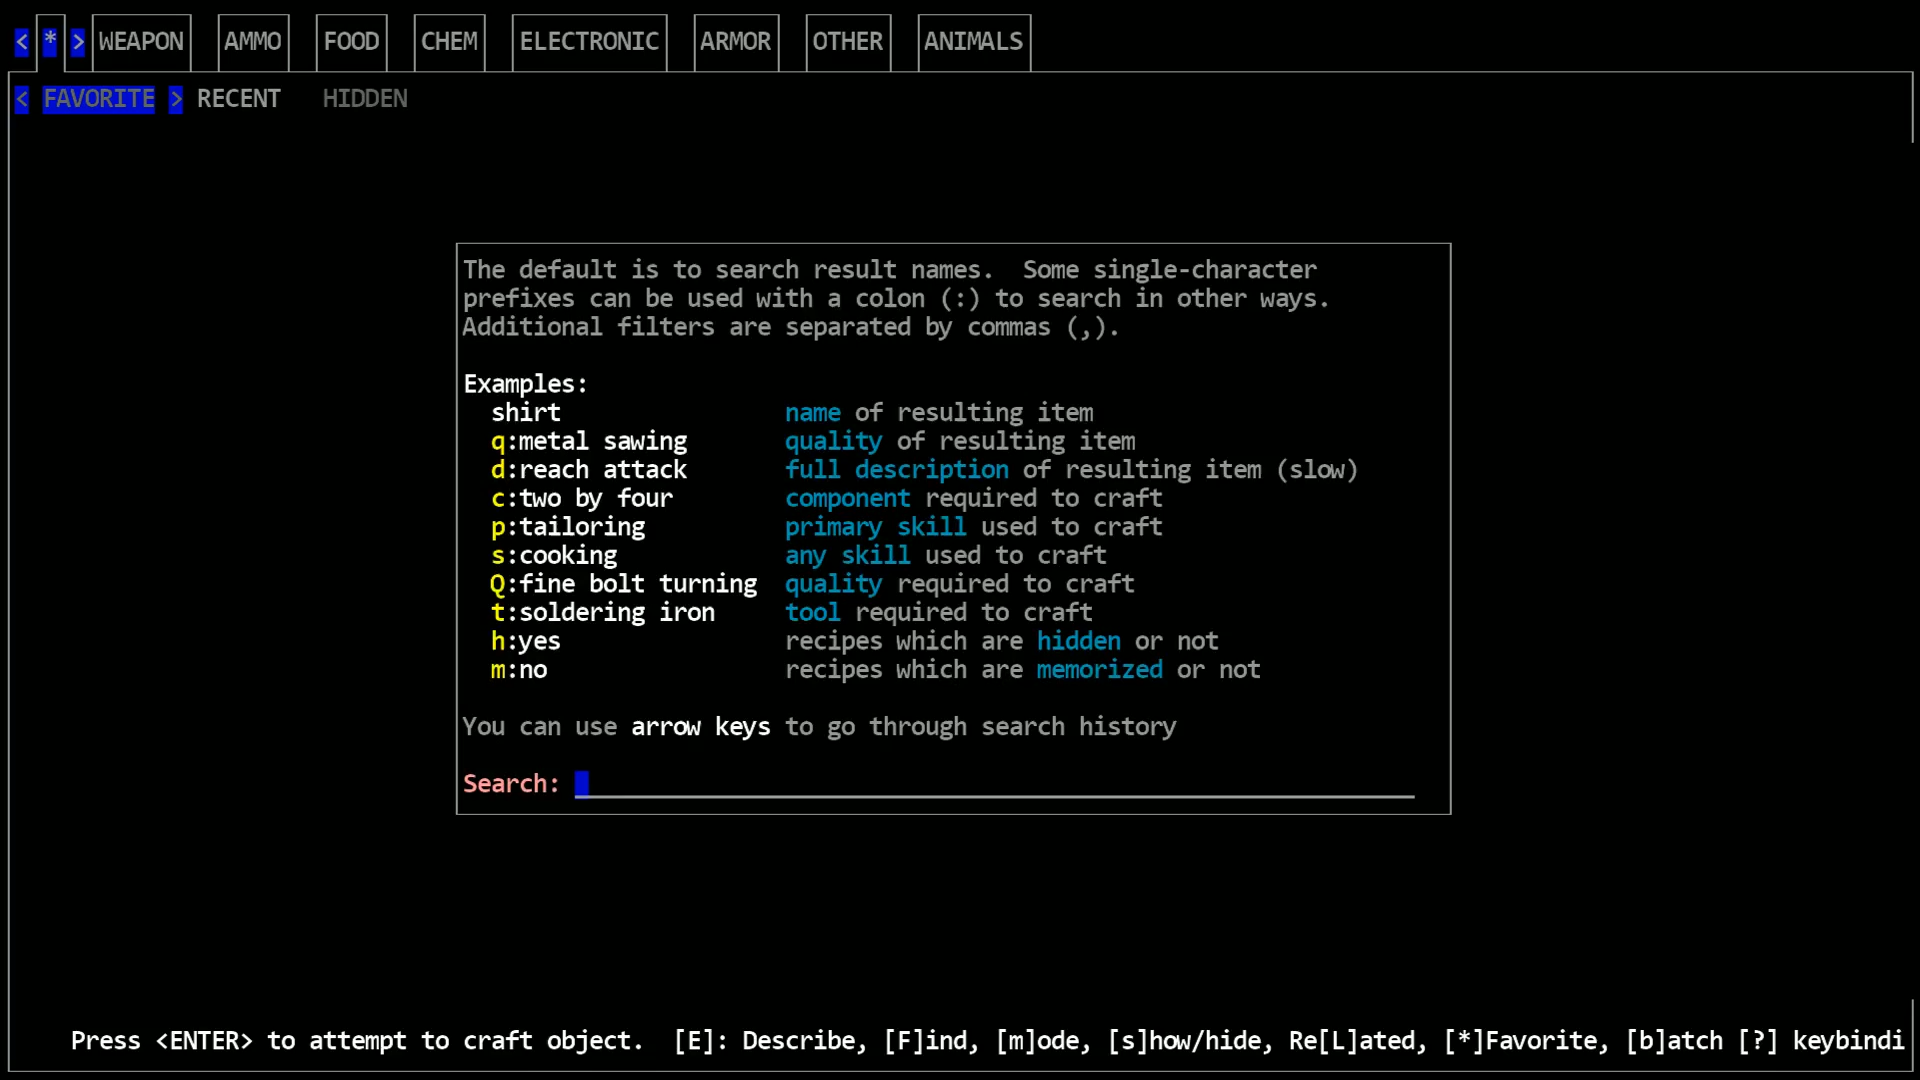 < * > WEAPON AMMO FOOD CHEM ELECTRONIC ARMOR OTHER ANIMALS
< FAVORITE > RECENT HIDDEN
The default is to search result names.  Some single-character
prefixes can be used with a colon (:) to search in other ways.
Additional filters are separated by commas (,).
Examples:
shirt name of resulting item
q:metal sawing quality of resulting item
d:reach attack full description of resulting item (slow)
c:two by four component required to craft
p:tailoring primary skill used to craft
s:cooking any skill used to craft
Q:fine bolt turning quality required to craft
t:soldering iron tool required to craft
h:yes recipes which are hidden or not
m:no recipes which are memorized or not
You can use arrow keys to go through search history
Search:
Press <ENTER> to attempt to craft object.  [E]: Describe, [F]ind, [m]ode, [s]how/hide, Re[L]ated, [*]Favorite, [b]atch [?] keybindi